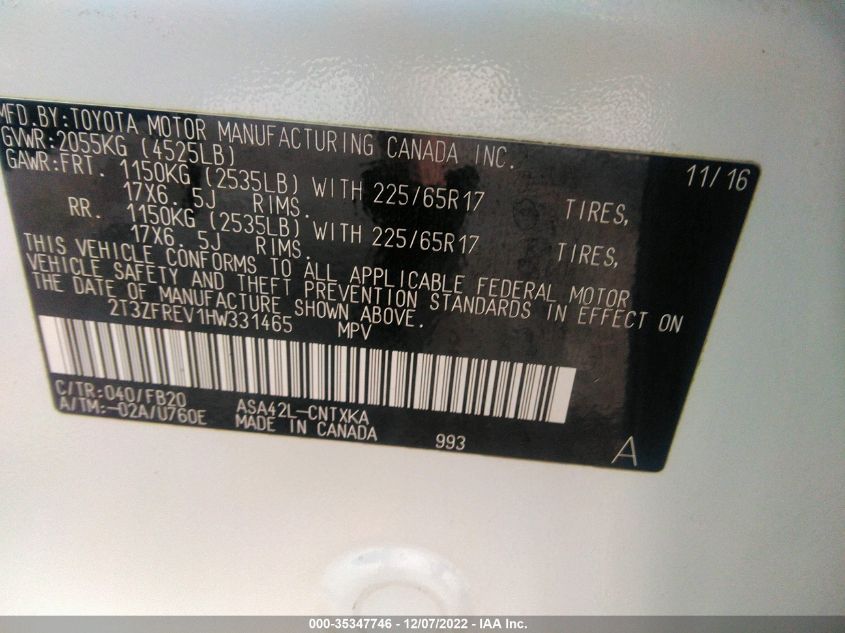 MFD.BY:TOYOTA MOTOR MANUFACTURING CANADA INC. 11/16
GVWR:2055KG (4525LB)
GAWR:FRT. 1150KG (2535LB) WITH 225/65R17 TIRES,
17X6.5J RIMS.
RR. 1150KG (2535LB) WITH 225/65R17 TIRES,
17X6.5J RIMS.
THIS VEHICLE CONFORMS TO ALL APPLICABLE FEDERAL MOTOR
VEHICLE SAFETY AND THEFT PREVENTION STANDARDS IN EFFECT ON
THE DATE OF MANUFACTURE SHOWN ABOVE.
2T3ZFREV1HW331465 MPV
C/TR:040/FB20 ASA42L-CNTXKA
A/TM:-02A/U760E MADE IN CANADA 993 A
000-35347746 - 12/07/2022 - IAA Inc.